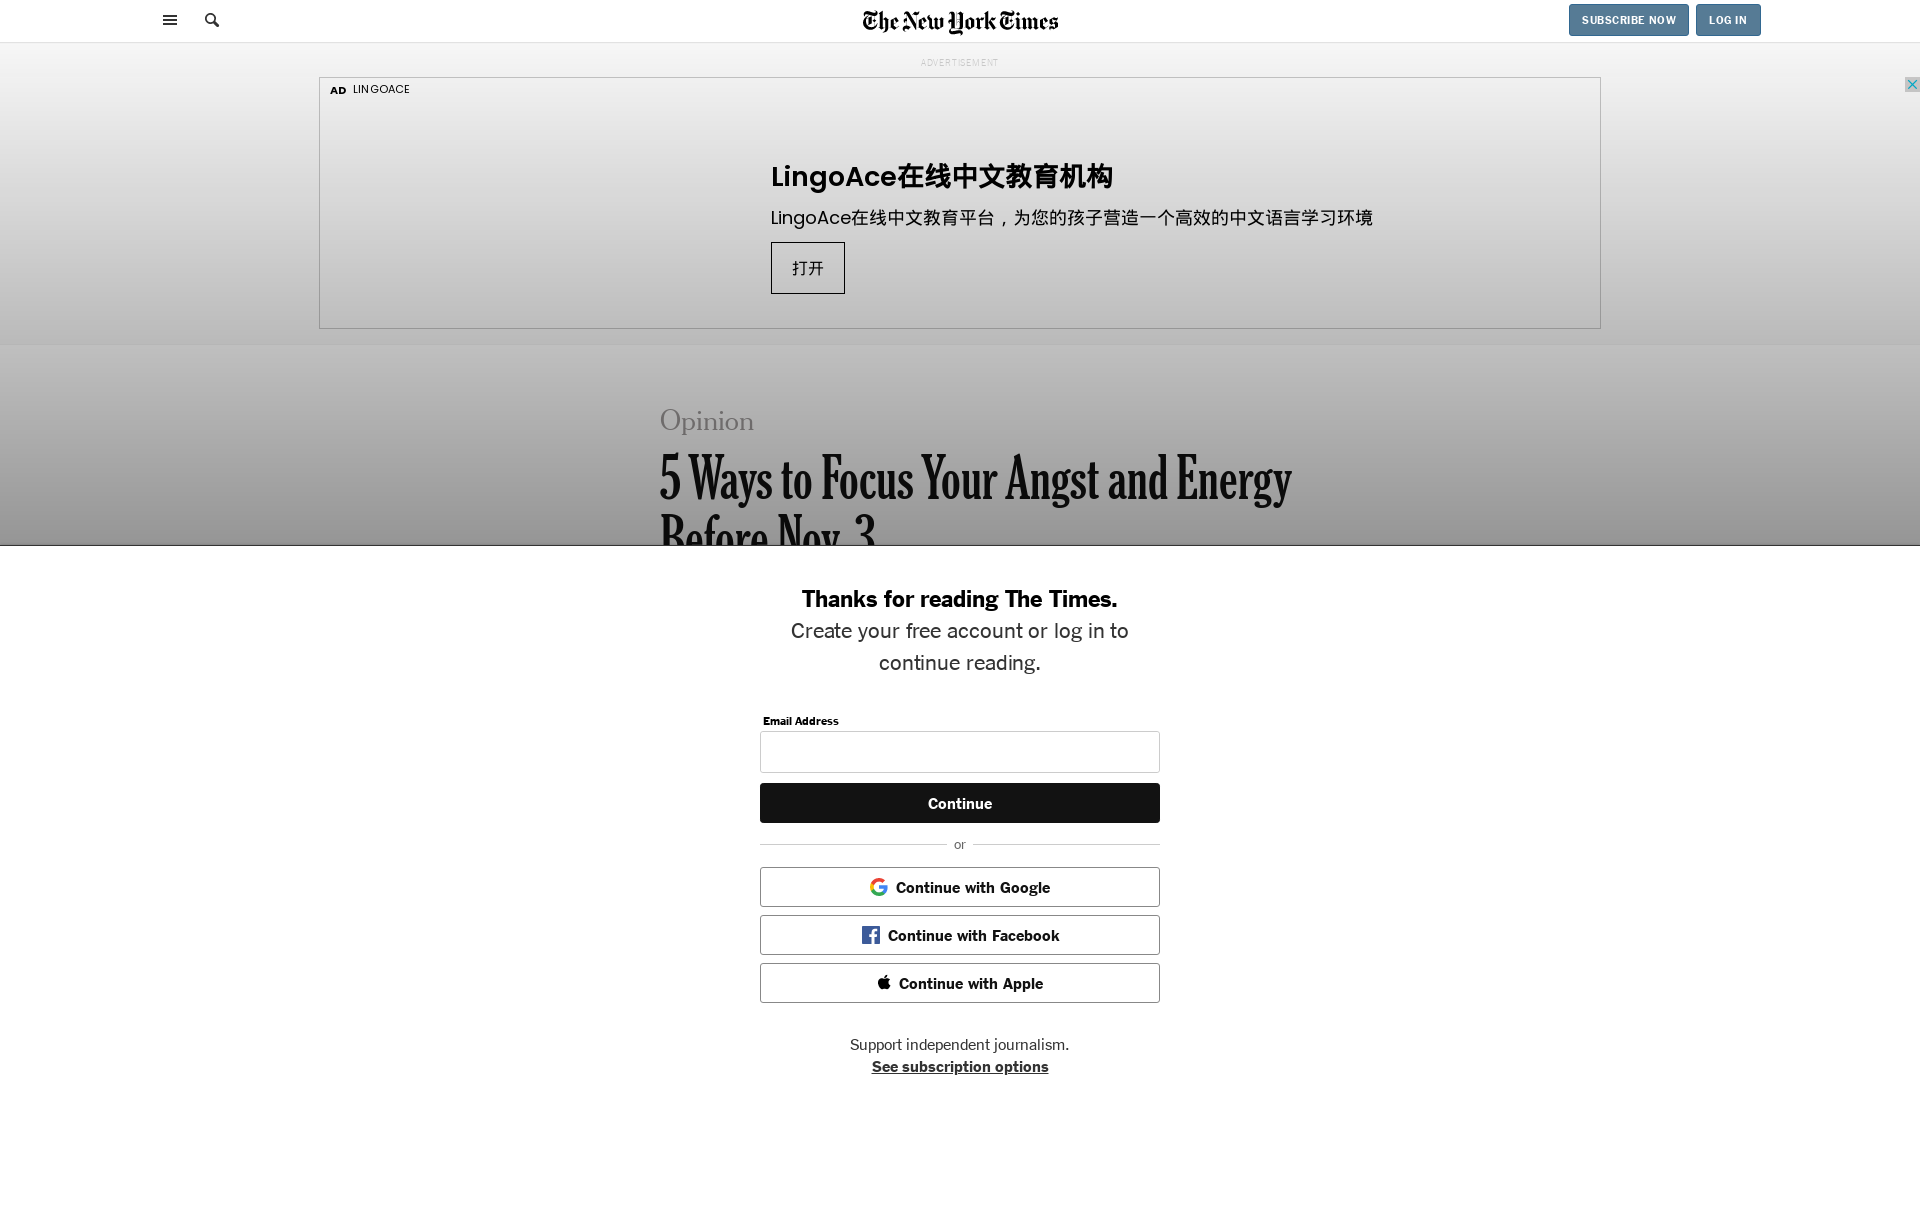 The New York Times
SUBSCRIBE NOW
LOG IN
ADVERTISEMENT
AD LINGOACE
LingoAce在线中文教育机构
LingoAce在线中文教育平台，为您的孩子营造一个高效的中文语言学习环境
打开
Opinion
5 Ways to Focus Your Angst and Energy
Before Nov. 3
Thanks for reading The Times.
Create your free account or log in to
continue reading.
Email Address
Continue
or
Continue with Google
Continue with Facebook
Continue with Apple
Support independent journalism.
See subscription options